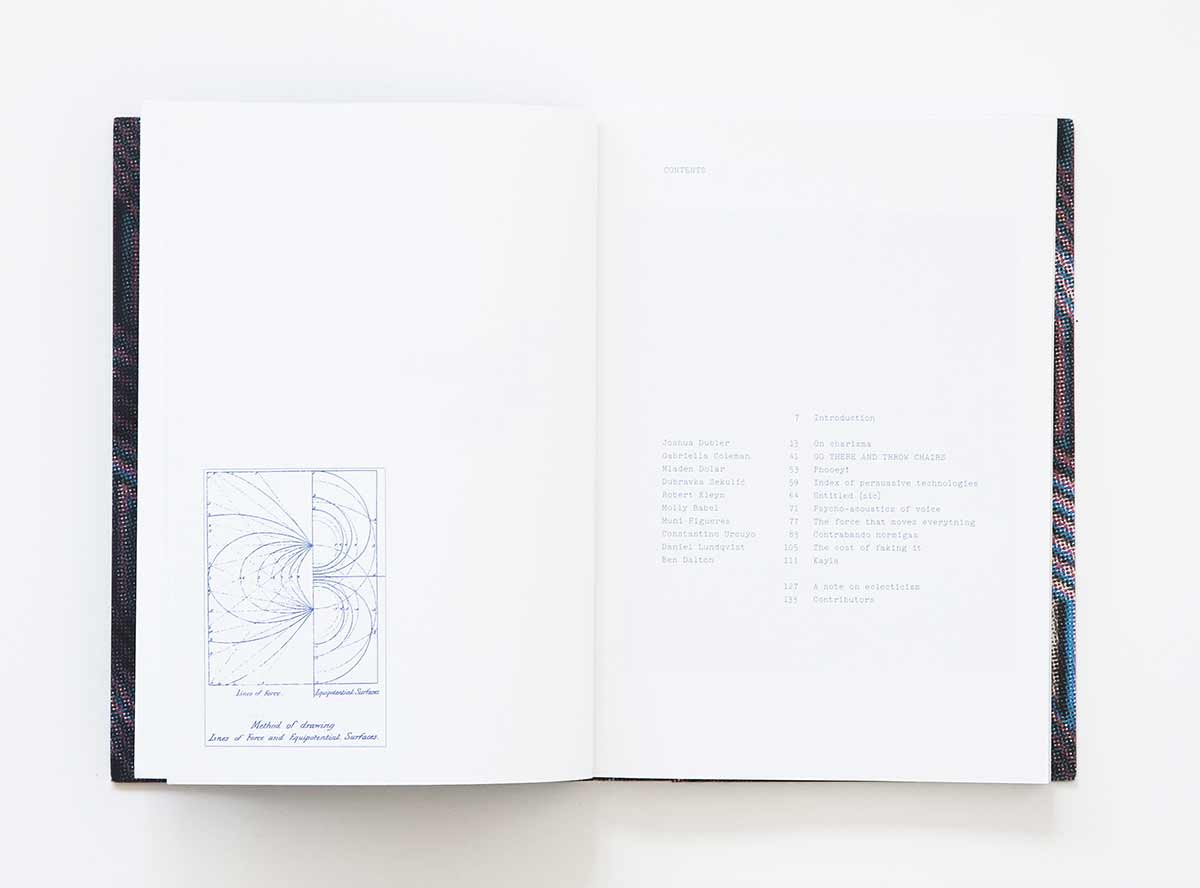 Lines of Force.
Equipotential Surfaces
Method of drawing
Lines of Force and Equipotential Surfaces.
CONTENTS
7 Introduction
Joshua Dubler 13 On charisma
Gabriella Coleman 41 GO THERE AND THROW CHAIRS
Mladen Dolar 53 Phooey!
Dubravka Sekulić 59 Index of persuasive technologies
Robert Kleyn 64 Untitled [sic]
Molly Babel 71 Psycho-acoustics of voice
Muni Figueres 77 The force that moves everything
Constantino Urcuyo 83 Contrabando hormigas
Daniel Lundqvist 105 The cost of faking it
Ben Dalton 111 Kayla
127 A note on eclecticism
133 Contributors